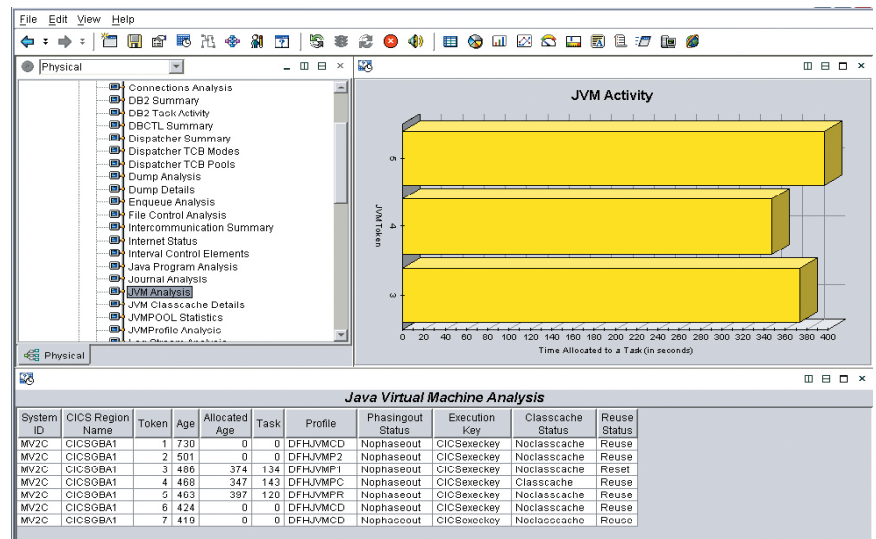 File Edit View Help
Physical
Connections Analysis
DB2 Summary
DB2 Task Activity
DBCTL Summary
Dispatcher Summary
Dispatcher TCB Modes
Dispatcher TCB Pools
Dump Analysis
Dump Details
Enqueue Analysis
File Control Analysis
Intercommunication Summary
Internet Status
Interval Control Elements
Java Program Analysis
Journal Analysis
JVM Analysis
JVM Classcache Details
JVMPOOL Statistics
JVMProfile Analysis
Log Stream Analysis
Physical
JVM Activity
JVM Token
5
4
3
0 20 40 60 80 100 120 140 160 180 200 220 240 260 280 300 320 340 360 380 400
Time Allocated to a Task (in seconds)
Java Virtual Machine Analysis
System ID CICS Region Name Token Age Allocated Age Task Profile Phasingout Status Execution Key Classcache Status Reuse Status
MV2C CICSGBA1 1 730 0 0 DFHJVMCD Nophaseout CICSexeckey Noclasscache Reuse
MV2C CICSGBA1 2 501 0 0 DFHJVMP2 Nophaseout CICSexeckey Noclasscache Reuse
MV2C CICSGBA1 3 486 374 134 DFHJVMP1 Nophaseout CICSexeckey Noclasscache Reset
MV2C CICSGBA1 4 468 347 143 DFHJVMPC Nophaseout CICSexeckey Classcache Reuse
MV2C CICSGBA1 5 463 397 120 DFHJVMPR Nophaseout CICSexeckey Noclasscache Reuse
MV2C CICSGBA1 6 424 0 0 DFHJVMCD Nophaseout CICSexeckey Noclasscache Reuse
MV2C CICSGBA1 7 419 0 0 DFHJVMCD Nophaseout CICSexeckey Noclasscache Reuse